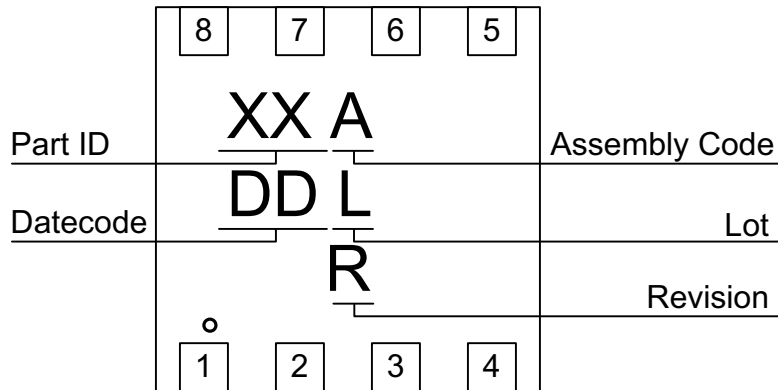 8 7 6 5
XX A
Part ID
Assembly Code
DD L
Datecode
Lot
R
Revision
1 2 3 4